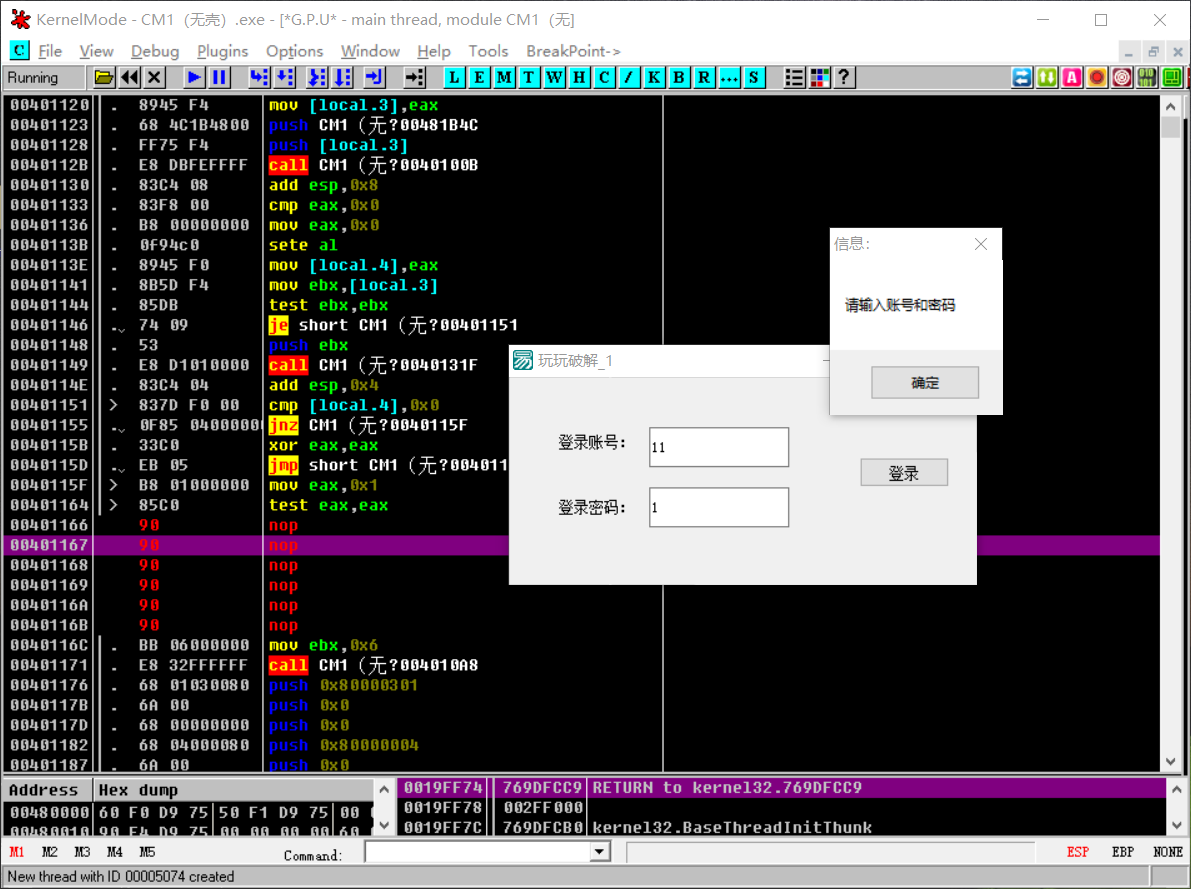 KernelMode - CM1（无壳）.exe - [*G.P.U* - main thread, module CM1（无]
C File View Debug Plugins Options Window Help Tools BreakPoint->
Running L E M T W H C / K B R ... S ?
00401120 . 8945 F4 mov [local.3],eax
00401123 . 68 4C1B4800 push CM1（无?00481B4C
00401128 . FF75 F4 push [local.3]
0040112B . E8 DBFEFFFF call CM1（无?0040100B
00401130 . 83C4 08 add esp,0x8
00401133 . 83F8 00 cmp eax,0x0
00401136 . B8 00000000 mov eax,0x0
0040113B . 0F94c0 sete al
0040113E . 8945 F0 mov [local.4],eax
00401141 . 8B5D F4 mov ebx,[local.3]
00401144 . 85DB test ebx,ebx
00401146 . 74 09 je short CM1（无?00401151
00401148 . 53 push ebx
00401149 . E8 D1010000 call CM1（无?0040131F
0040114E . 83C4 04 add esp,0x4
00401151 > 837D F0 00 cmp [local.4],0x0
00401155 . 0F85 04000000 jnz CM1（无?0040115F
0040115B . 33C0 xor eax,eax
0040115D . EB 05 jmp short CM1（无?004011
0040115F > B8 01000000 mov eax,0x1
00401164 > 85C0 test eax,eax
00401166 90 nop
00401167 90 nop
00401168 90 nop
00401169 90 nop
0040116A 90 nop
0040116B 90 nop
0040116C . BB 06000000 mov ebx,0x6
00401171 . E8 32FFFFFF call CM1（无?004010A8
00401176 . 68 01030080 push 0x80000301
0040117B . 6A 00 push 0x0
0040117D . 68 00000000 push 0x0
00401182 . 68 04000080 push 0x80000004
00401187 . 6A 00 push 0x0
信息:
请输入账号和密码
确定
易 玩玩破解_1
登录账号： 11
登录
登录密码： 1
Address Hex dump
00480000 60 F0 D9 75 50 F1 D9 75 00
00480010 90 F4 D9 75 00 00 00 00 60
0019FF74 769DFCC9 RETURN to kernel32.769DFCC9
0019FF78 002FF000
0019FF7C 769DFCB0 kernel32.BaseThreadInitThunk
M1 M2 M3 M4 M5 Command: ESP EBP NONE
New thread with ID 00005074 created